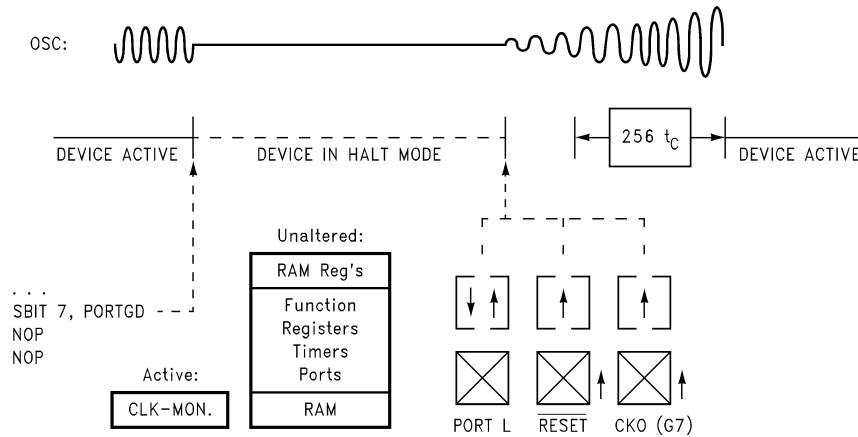 OSC:
256 tC
DEVICE ACTIVE
DEVICE IN HALT MODE
DEVICE ACTIVE
Unaltered:
RAM Reg's
Function
Registers
Timers
Ports
RAM
. . .
SBIT 7, PORTGD
NOP
NOP
Active:
CLK-MON.
PORT L
RESET
CKO (G7)